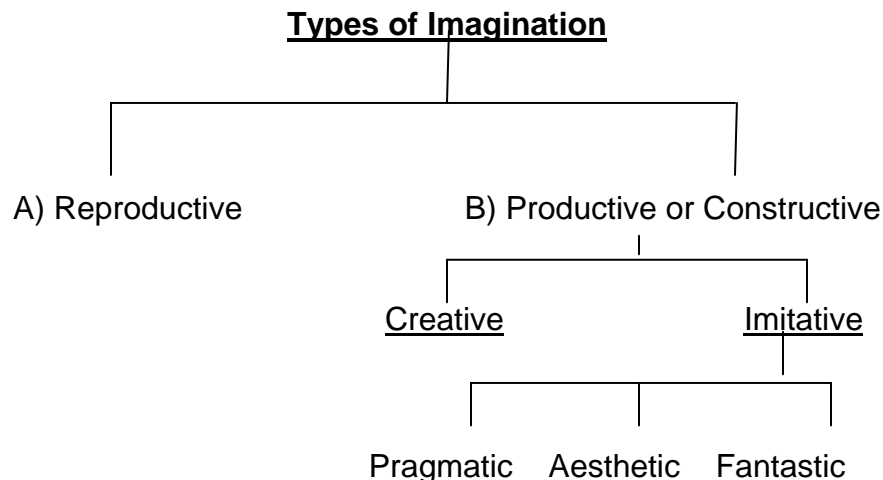 Types of Imagination
A) Reproductive B) Productive or Constructive
Creative Imitative
Pragmatic Aesthetic Fantastic